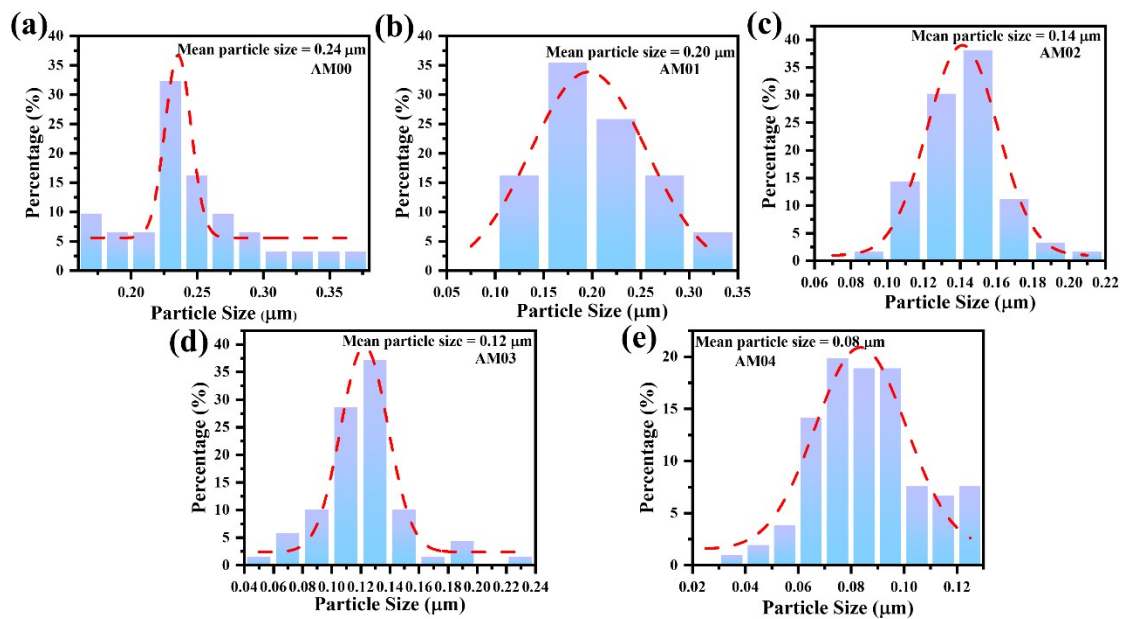 (a)
Mean particle size = 0.24 μm
AM00
Percentage (%)
40
35
30
25
20
15
10
5
0
0.20 0.25 0.30 0.35
Particle Size (μm)
(b)
Mean particle size = 0.20 μm
AM01
Percentage (%)
40
35
30
25
20
15
10
5
0
0.05 0.10 0.15 0.20 0.25 0.30 0.35
Particle Size (μm)
(c)
Mean particle size = 0.14 μm
AM02
Percentage (%)
40
35
30
25
20
15
10
5
0
0.06 0.08 0.10 0.12 0.14 0.16 0.18 0.20 0.22
Particle Size (μm)
(d)
Mean particle size = 0.12 μm
AM03
Percentage (%)
40
35
30
25
20
15
10
5
0
0.04 0.06 0.08 0.10 0.12 0.14 0.16 0.18 0.20 0.22 0.24
Particle Size (μm)
(e)
Mean particle size = 0.08 μm
AM04
Percentage (%)
20
15
10
5
0
0.02 0.04 0.06 0.08 0.10 0.12
Particle Size (μm)